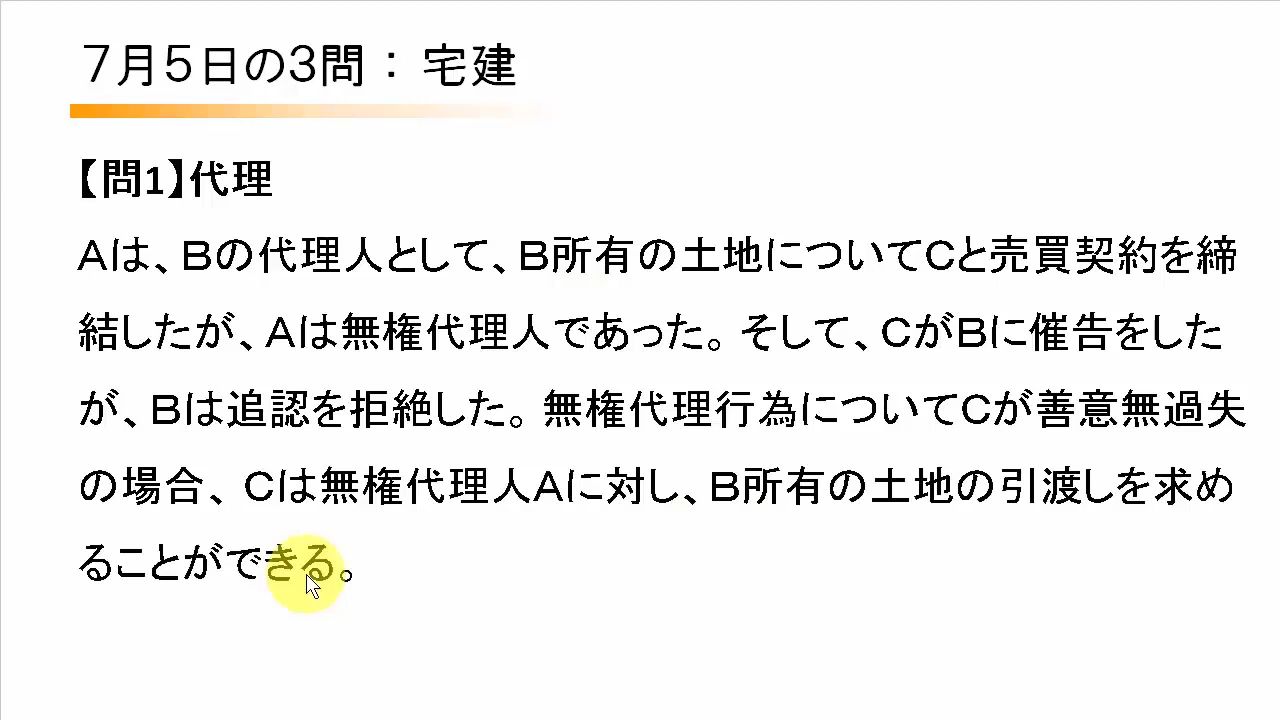 7月5日の3問：宅建
【問1】代理
Aは、Bの代理人として、B所有の土地についてCと売買契約を締
結したが、Aは無権代理人であった。そして、CがBに催告をした
が、Bは追認を拒絶した。無権代理行為についてCが善意無過失
の場合、Cは無権代理人Aに対し、B所有の土地の引渡しを求め
ることができる。